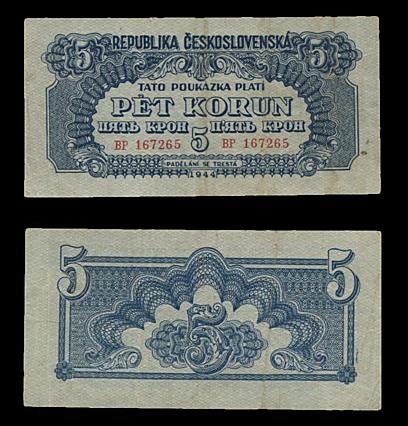 5 REPUBLIKA ČESKOSLOVENSKÁ 5
TATO POUKÁZKA PLATÍ
PĚT KORUN
ПЯТЬ КРОН 5 П'ЯТЬ КРОН
BP 167265 BP 167265
PADĚLÁNÍ SE TRESTÁ
1944
5 5
5